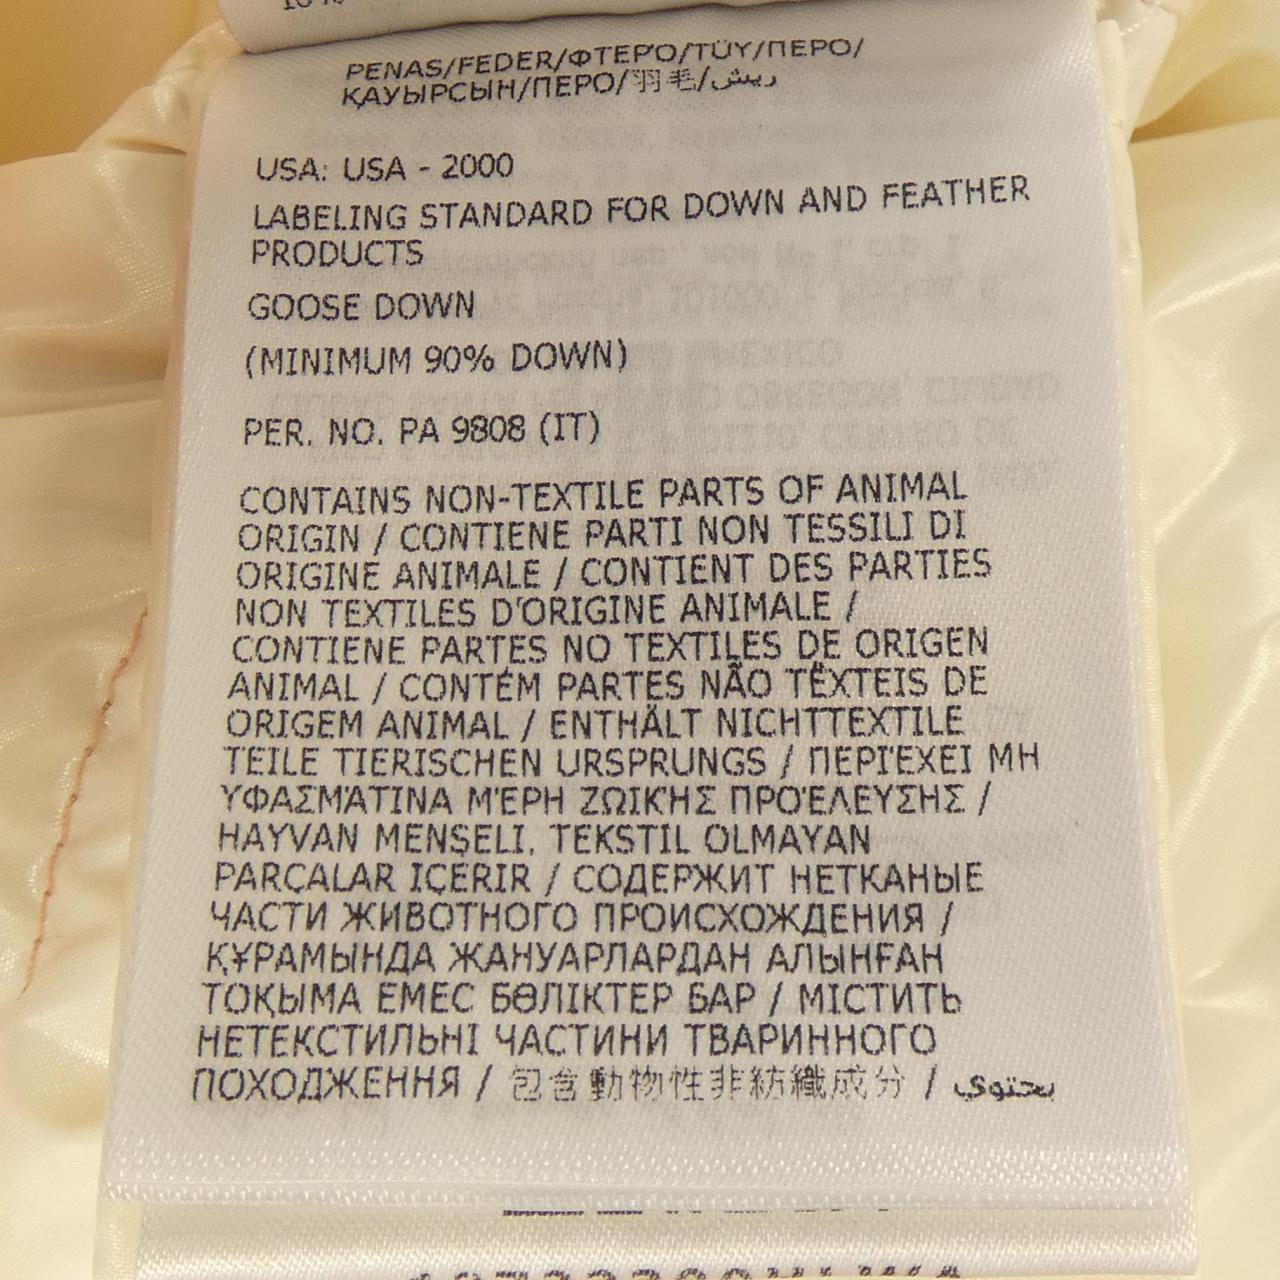 PENAS/FEDER/ΦΤΕΡΌ/TÜY/ПЕРО/
ҚАУЫРСЫН/ПЕРО/羽毛/ريش
USA: USA - 2000
LABELING STANDARD FOR DOWN AND FEATHER
PRODUCTS
GOOSE DOWN
(MINIMUM 90% DOWN)
PER. NO. PA 9808 (IT)
CONTAINS NON-TEXTILE PARTS OF ANIMAL
ORIGIN / CONTIENE PARTI NON TESSILI DI
ORIGINE ANIMALE / CONTIENT DES PARTIES
NON TEXTILES D'ORIGINE ANIMALE /
CONTIENE PARTES NO TEXTILES DE ORIGEN
ANIMAL / CONTÉM PARTES NÃO TÊXTEIS DE
ORIGEM ANIMAL / ENTHÄLT NICHTTEXTILE
TEILE TIERISCHEN URSPRUNGS / ΠΕΡΙΈΧΕΙ ΜΗ
ΥΦΑΣΜΆΤΙΝΑ ΜΈΡΗ ΖΩΙΚΉΣ ΠΡΟΈΛΕΥΣΗΣ /
HAYVAN MENŞELI. TEKSTIL OLMAYAN
PARÇALAR IÇERIR / СОДЕРЖИТ НЕТКАНЫЕ
ЧАСТИ ЖИВОТНОГО ПРОИСХОЖДЕНИЯ /
ҚҰРАМЫНДА ЖАНУАРЛАРДАН АЛЫНҒАН
ТОҚЫМА ЕМЕС БӨЛІКТЕР БАР / МІСТИТЬ
НЕТЕКСТИЛЬНІ ЧАСТИНИ ТВАРИННОГО
ПОХОДЖЕННЯ / 包含動物性非紡織成分 / يحتوي